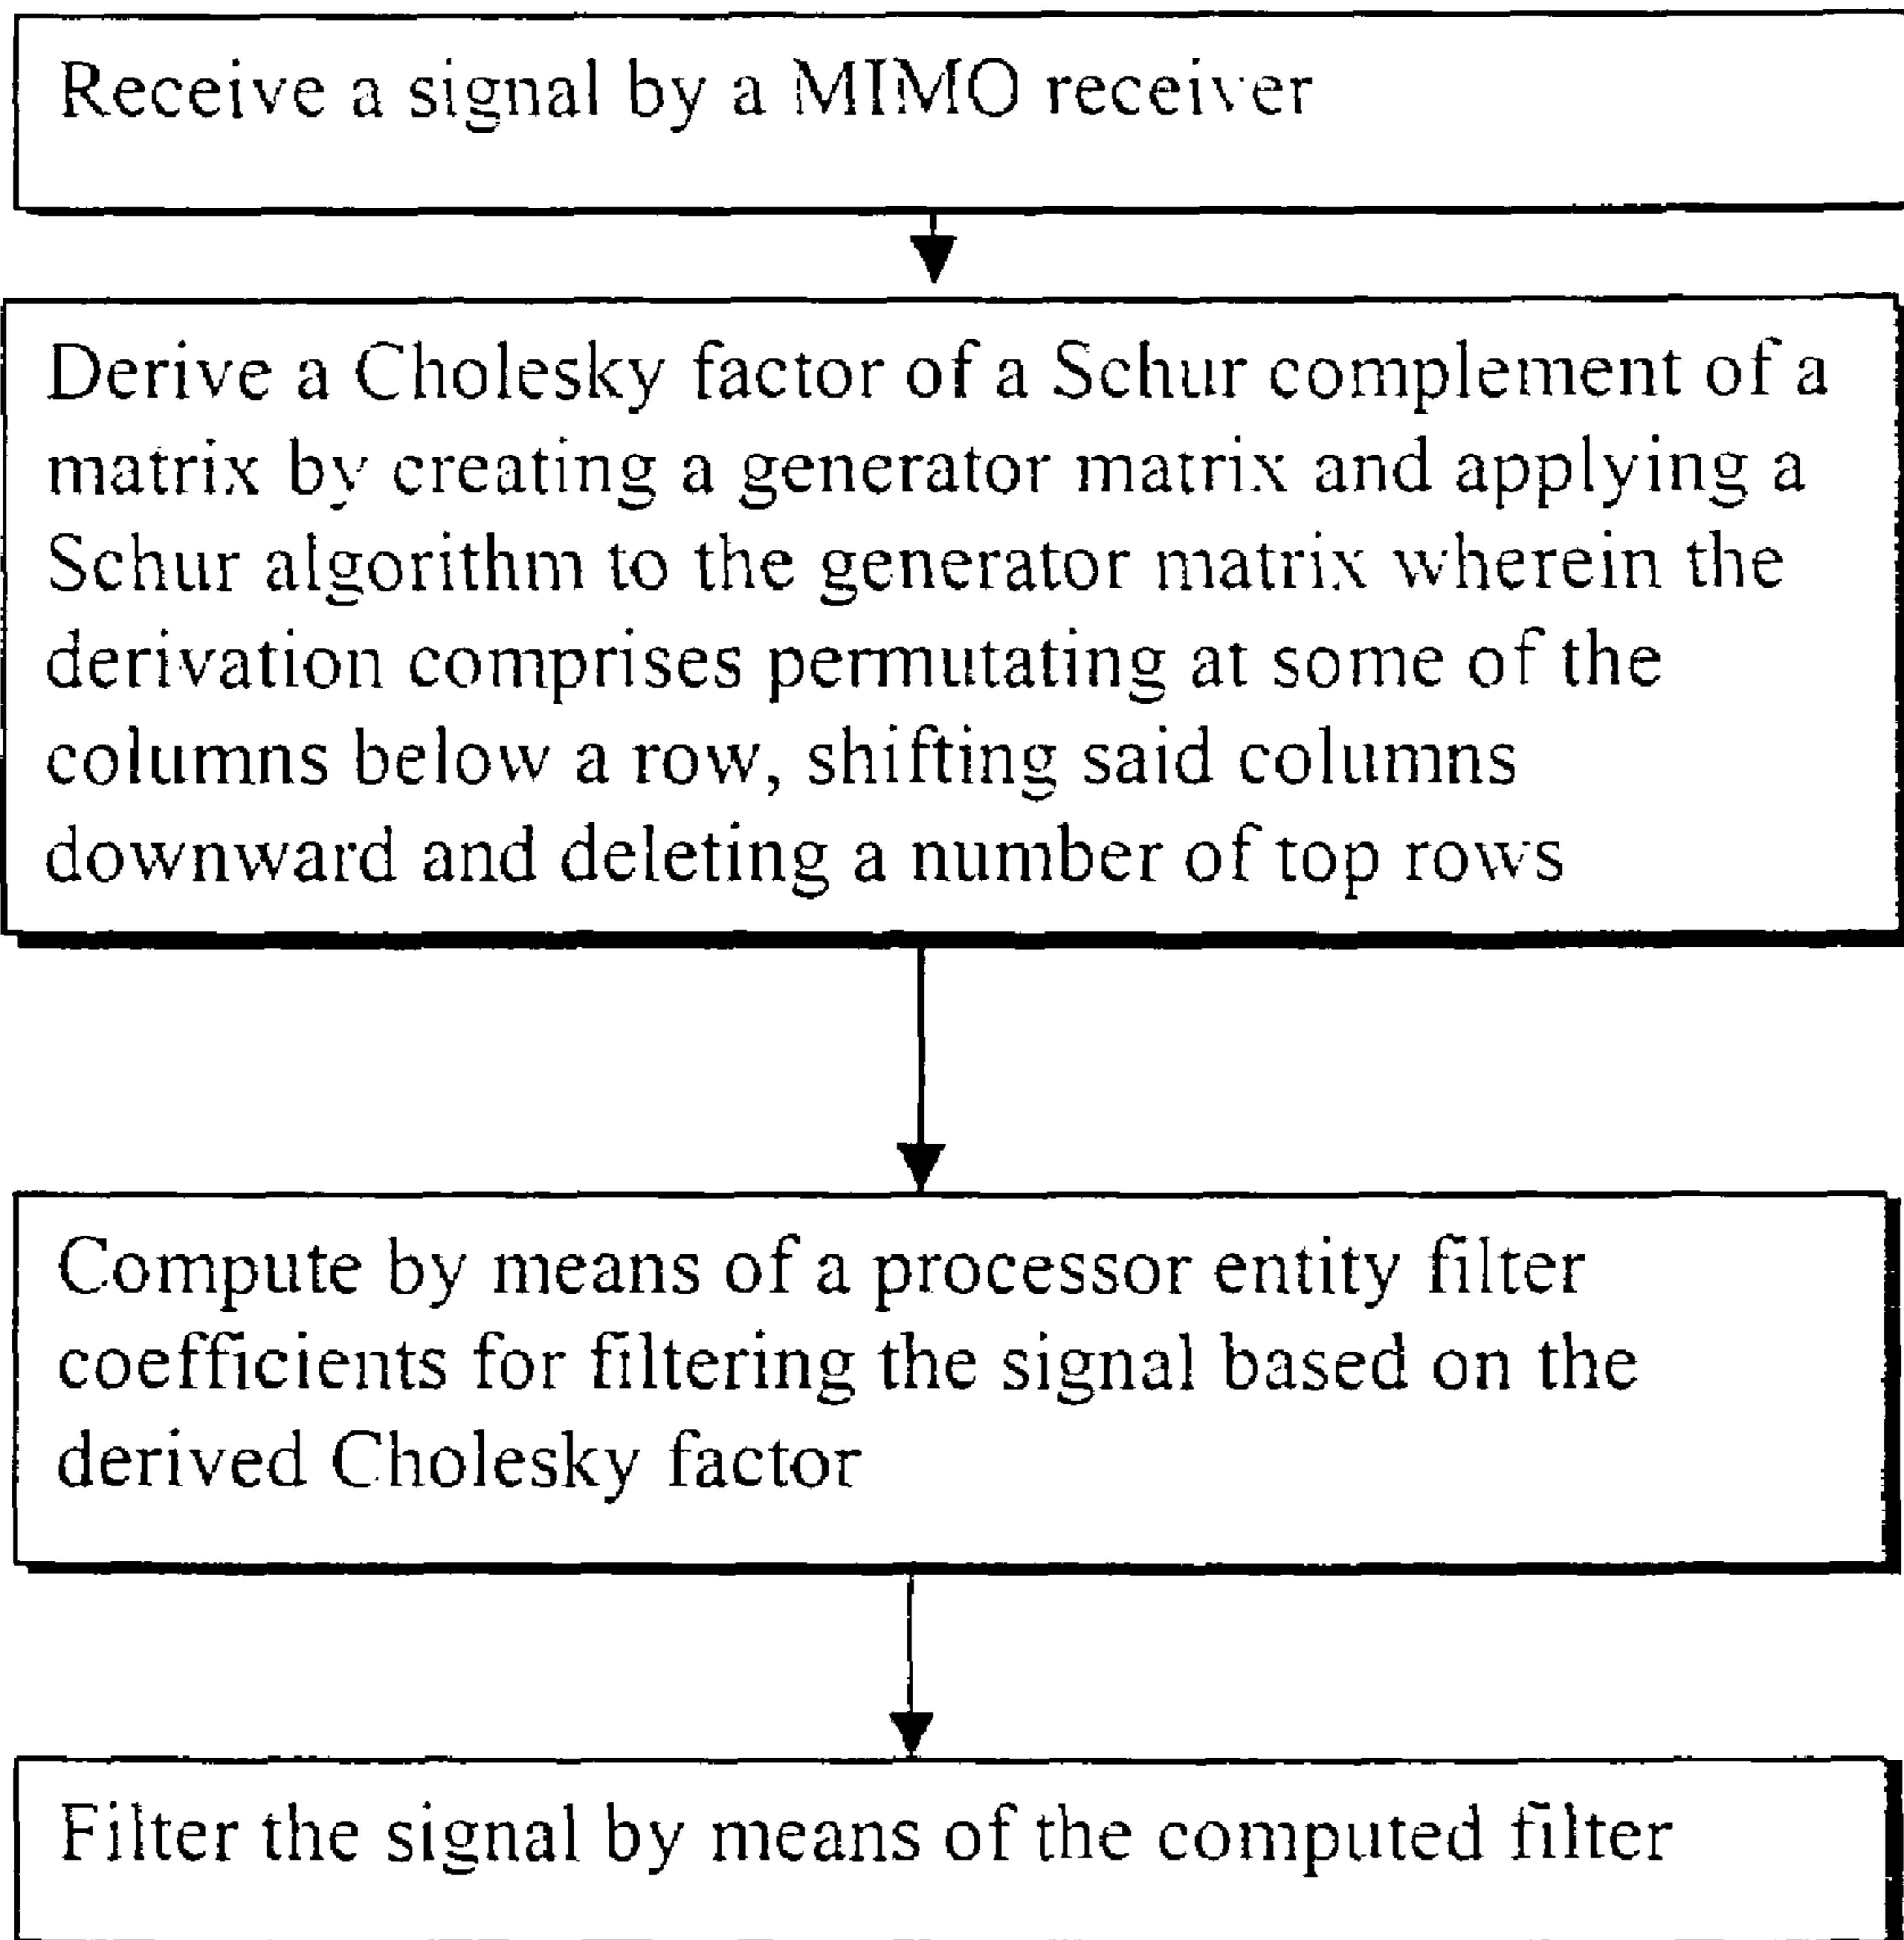 Receive a signal by a MIMO receiver
Derive a Cholesky factor of a Schur complement of a
matrix by creating a generator matrix and applying a
Schur algorithm to the generator matrix wherein the
derivation comprises permutating at some of the
columns below a row, shifting said columns
downward and deleting a number of top rows
Compute by means of a processor entity filter
coefficients for filtering the signal based on the
derived Cholesky factor
Filter the signal by means of the computed filter